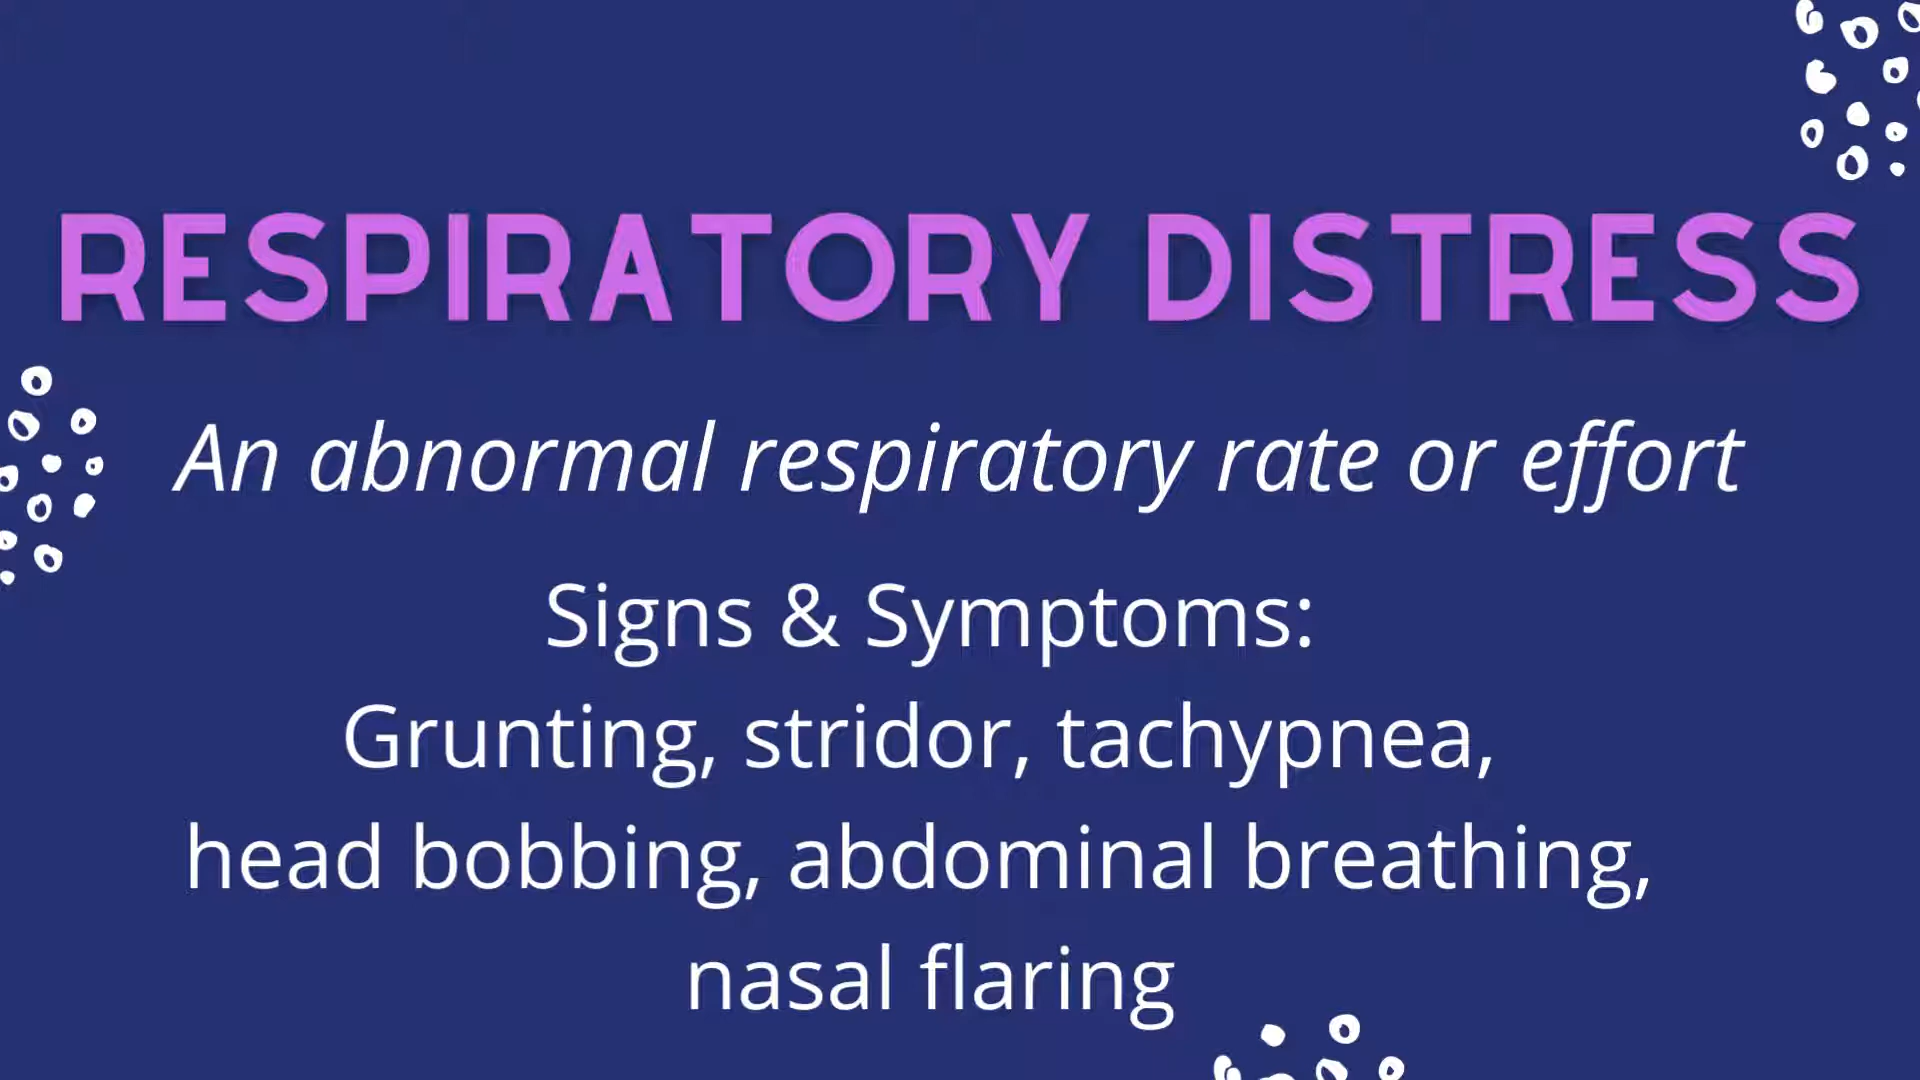 RESPIRATORY DISTRESS
An abnormal respiratory rate or effort
Signs & Symptoms:
Grunting, stridor, tachypnea,
head bobbing, abdominal breathing,
nasal flaring